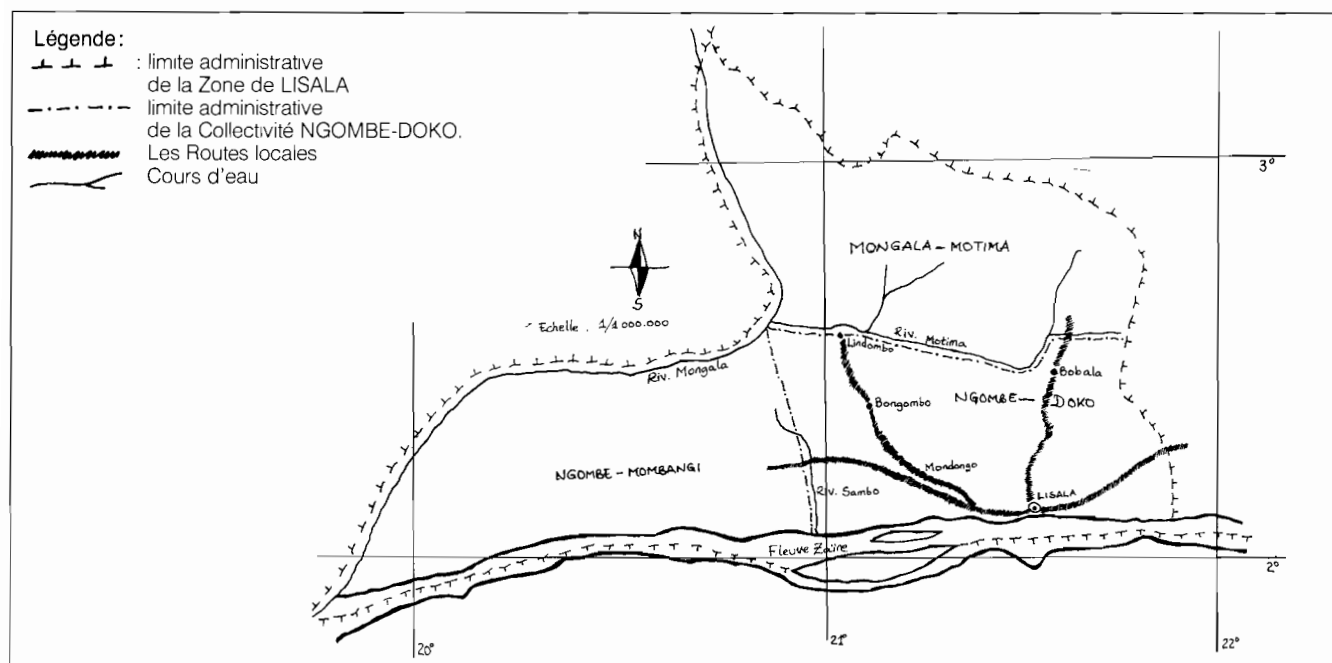 Légende:
: limite administrative
de la Zone de LISALA
limite administrative
de la Collectivité NGOMBE-DOKO.
Les Routes locales
Cours d'eau
3°
N
S
MONGALA-MOTIMA
Echelle . 1/1 000.000
Riv. Motima
Lindombo
Riv. Mongala
Bobala
NGOMBE-DOKO
Bongombo
NGOMBE-MOMBANGI
Mondongo
Riv. Sambo
LISALA
Fleuve Zaïre
2°
20°
21°
22°